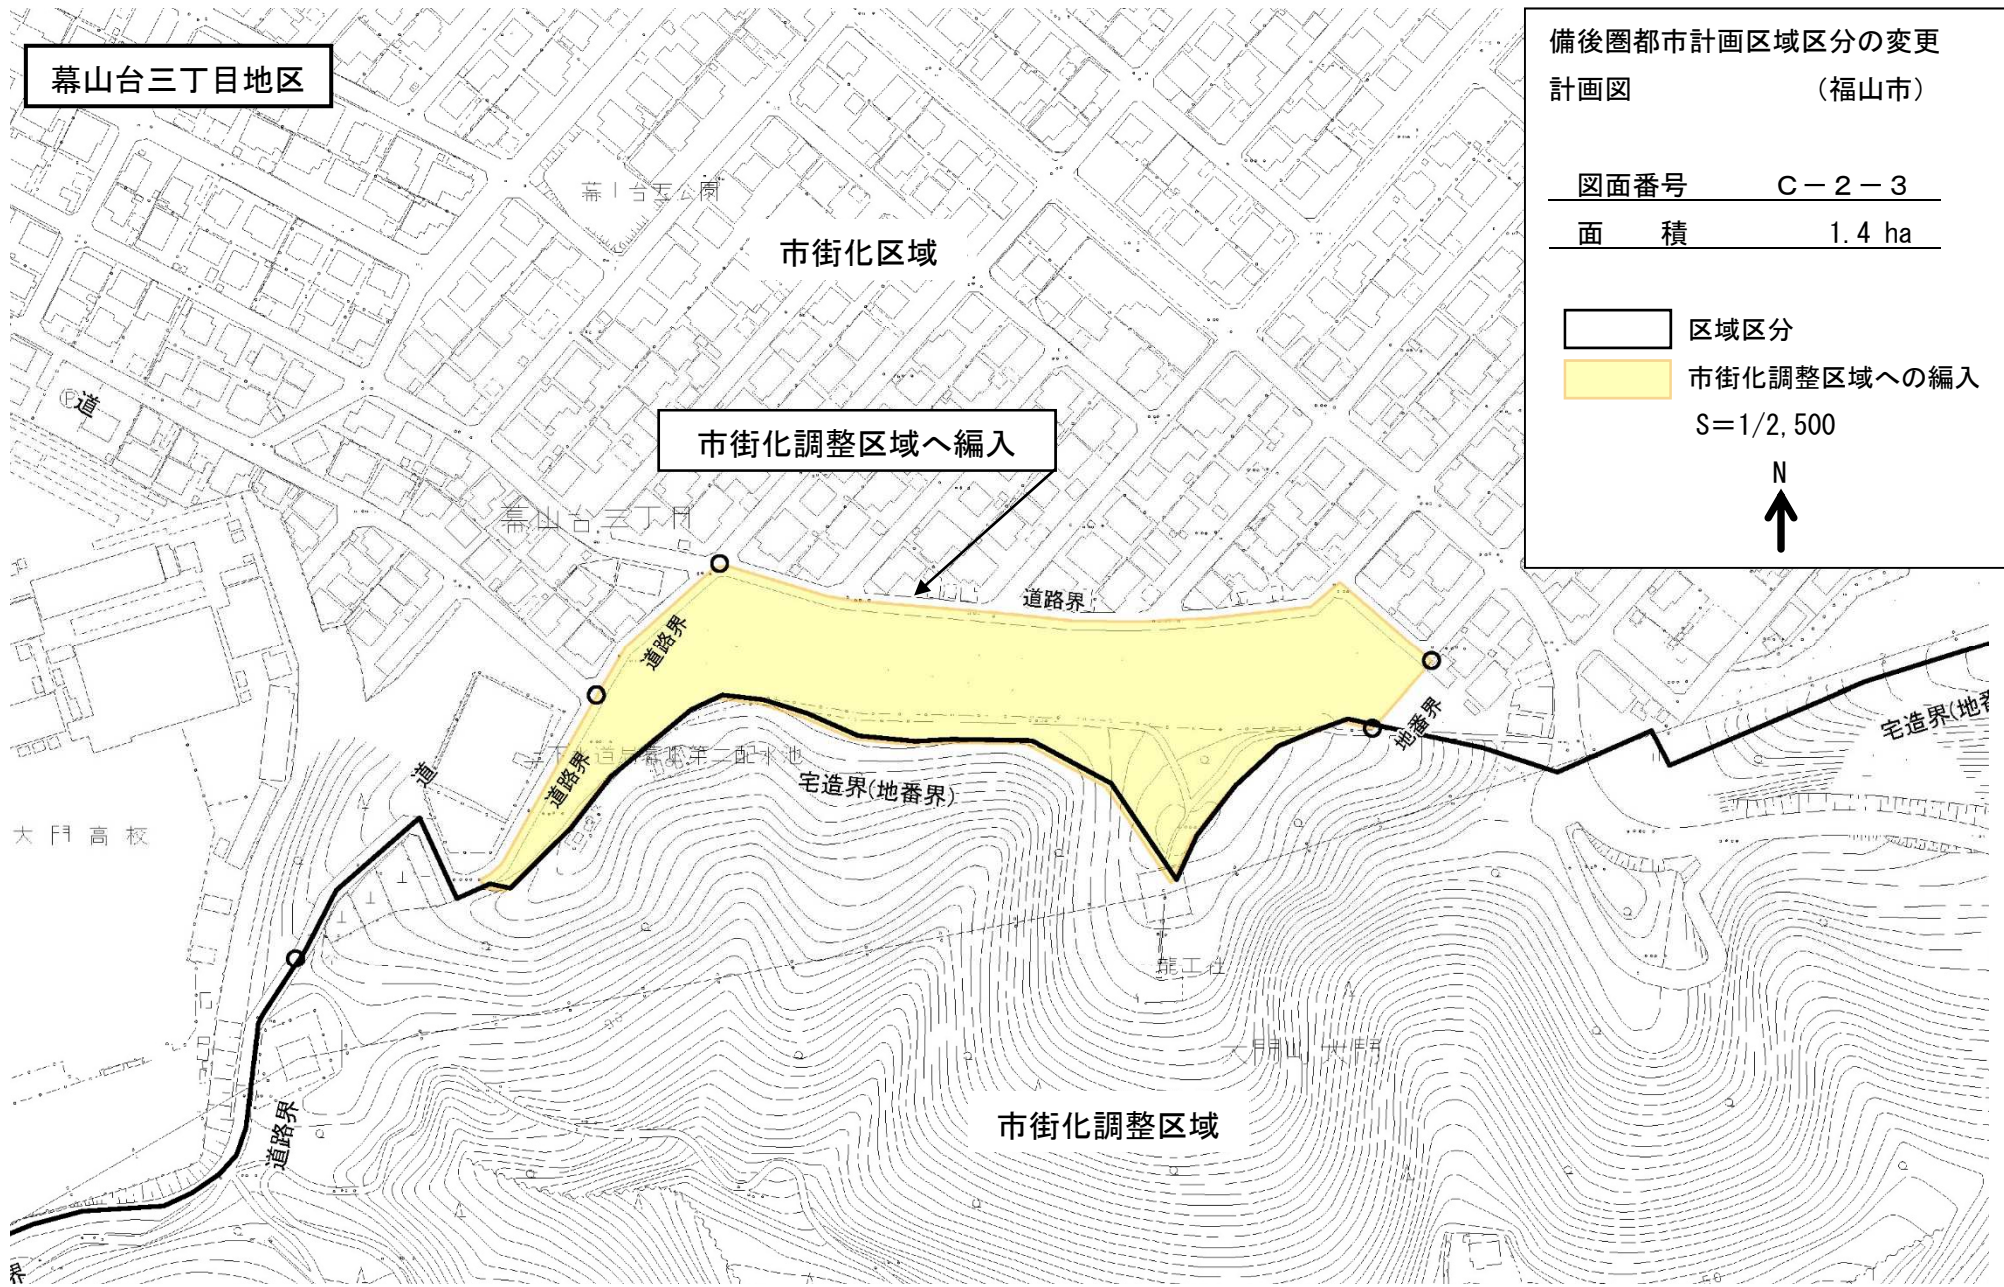 幕山台三丁目地区
備後圏都市計画区域区分の変更
計画図 （福山市）
図面番号 C－2－3
面 積 1.4 ha
区域区分
市街化調整区域への編入
S＝1/2,500
N
市街化区域
道
市街化調整区域へ編入
幕山台三丁目
道路界
道路界
地番界
宅造界(地番
道路界
宅造界(地番界)
道
大門高校
市街化調整区域
道路界
界